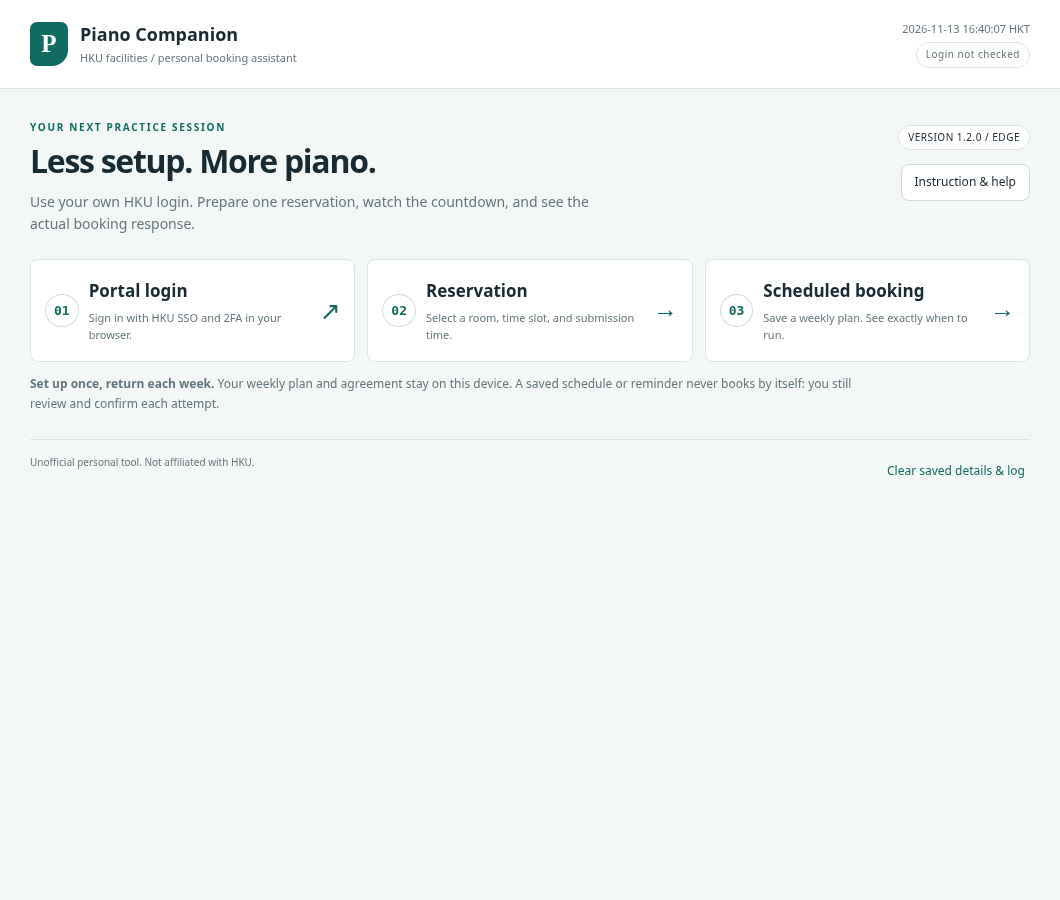 P
Piano Companion
HKU facilities / personal booking assistant
2026-11-13 16:40:07 HKT
Login not checked
YOUR NEXT PRACTICE SESSION
Less setup. More piano.
Use your own HKU login. Prepare one reservation, watch the countdown, and see the
actual booking response.
VERSION 1.2.0 / EDGE
Instruction & help
01
Portal login
Sign in with HKU SSO and 2FA in your
browser.
↗
02
Reservation
Select a room, time slot, and submission
time.
→
03
Scheduled booking
Save a weekly plan. See exactly when to
run.
→
Set up once, return each week. Your weekly plan and agreement stay on this device. A saved schedule or reminder never books by itself: you still
review and confirm each attempt.
Unofficial personal tool. Not affiliated with HKU.
Clear saved details & log